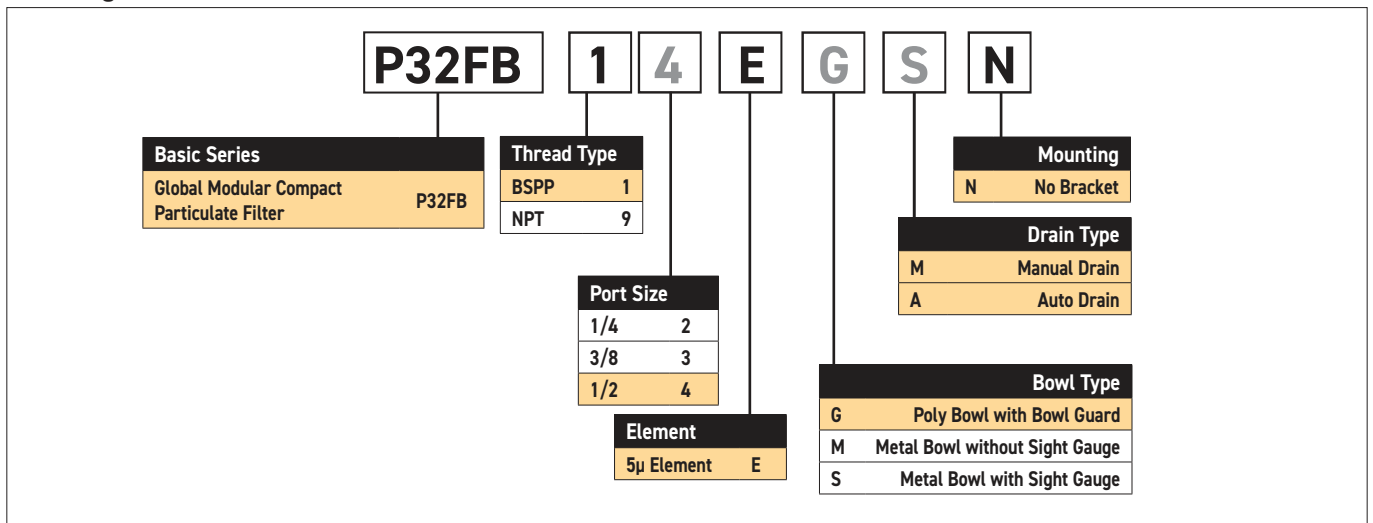 P32FB 1 4 E G S N
Basic Series
Global Modular Compact
Particulate Filter P32FB
Thread Type
BSPP 1
NPT 9
Mounting
N No Bracket
Drain Type
M Manual Drain
A Auto Drain
Port Size
1/4 2
3/8 3
1/2 4
Bowl Type
G Poly Bowl with Bowl Guard
M Metal Bowl without Sight Gauge
S Metal Bowl with Sight Gauge
Element
5µ Element E